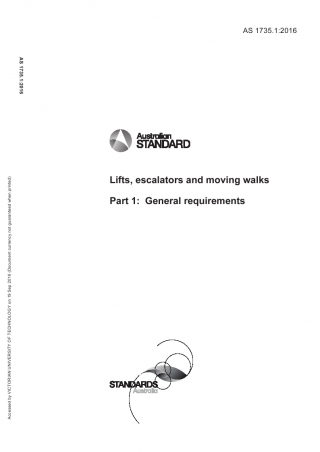 AS 1735.1:2016
AS 1735.1:2016
Australian
STANDARD
Lifts, escalators and moving walks
Part 1: General requirements
Accessed by VICTORIAN UNIVERSITY OF TECHNOLOGY on 16 Sep 2016 (Document currency not guaranteed when printed)
STANDARDS
Australia